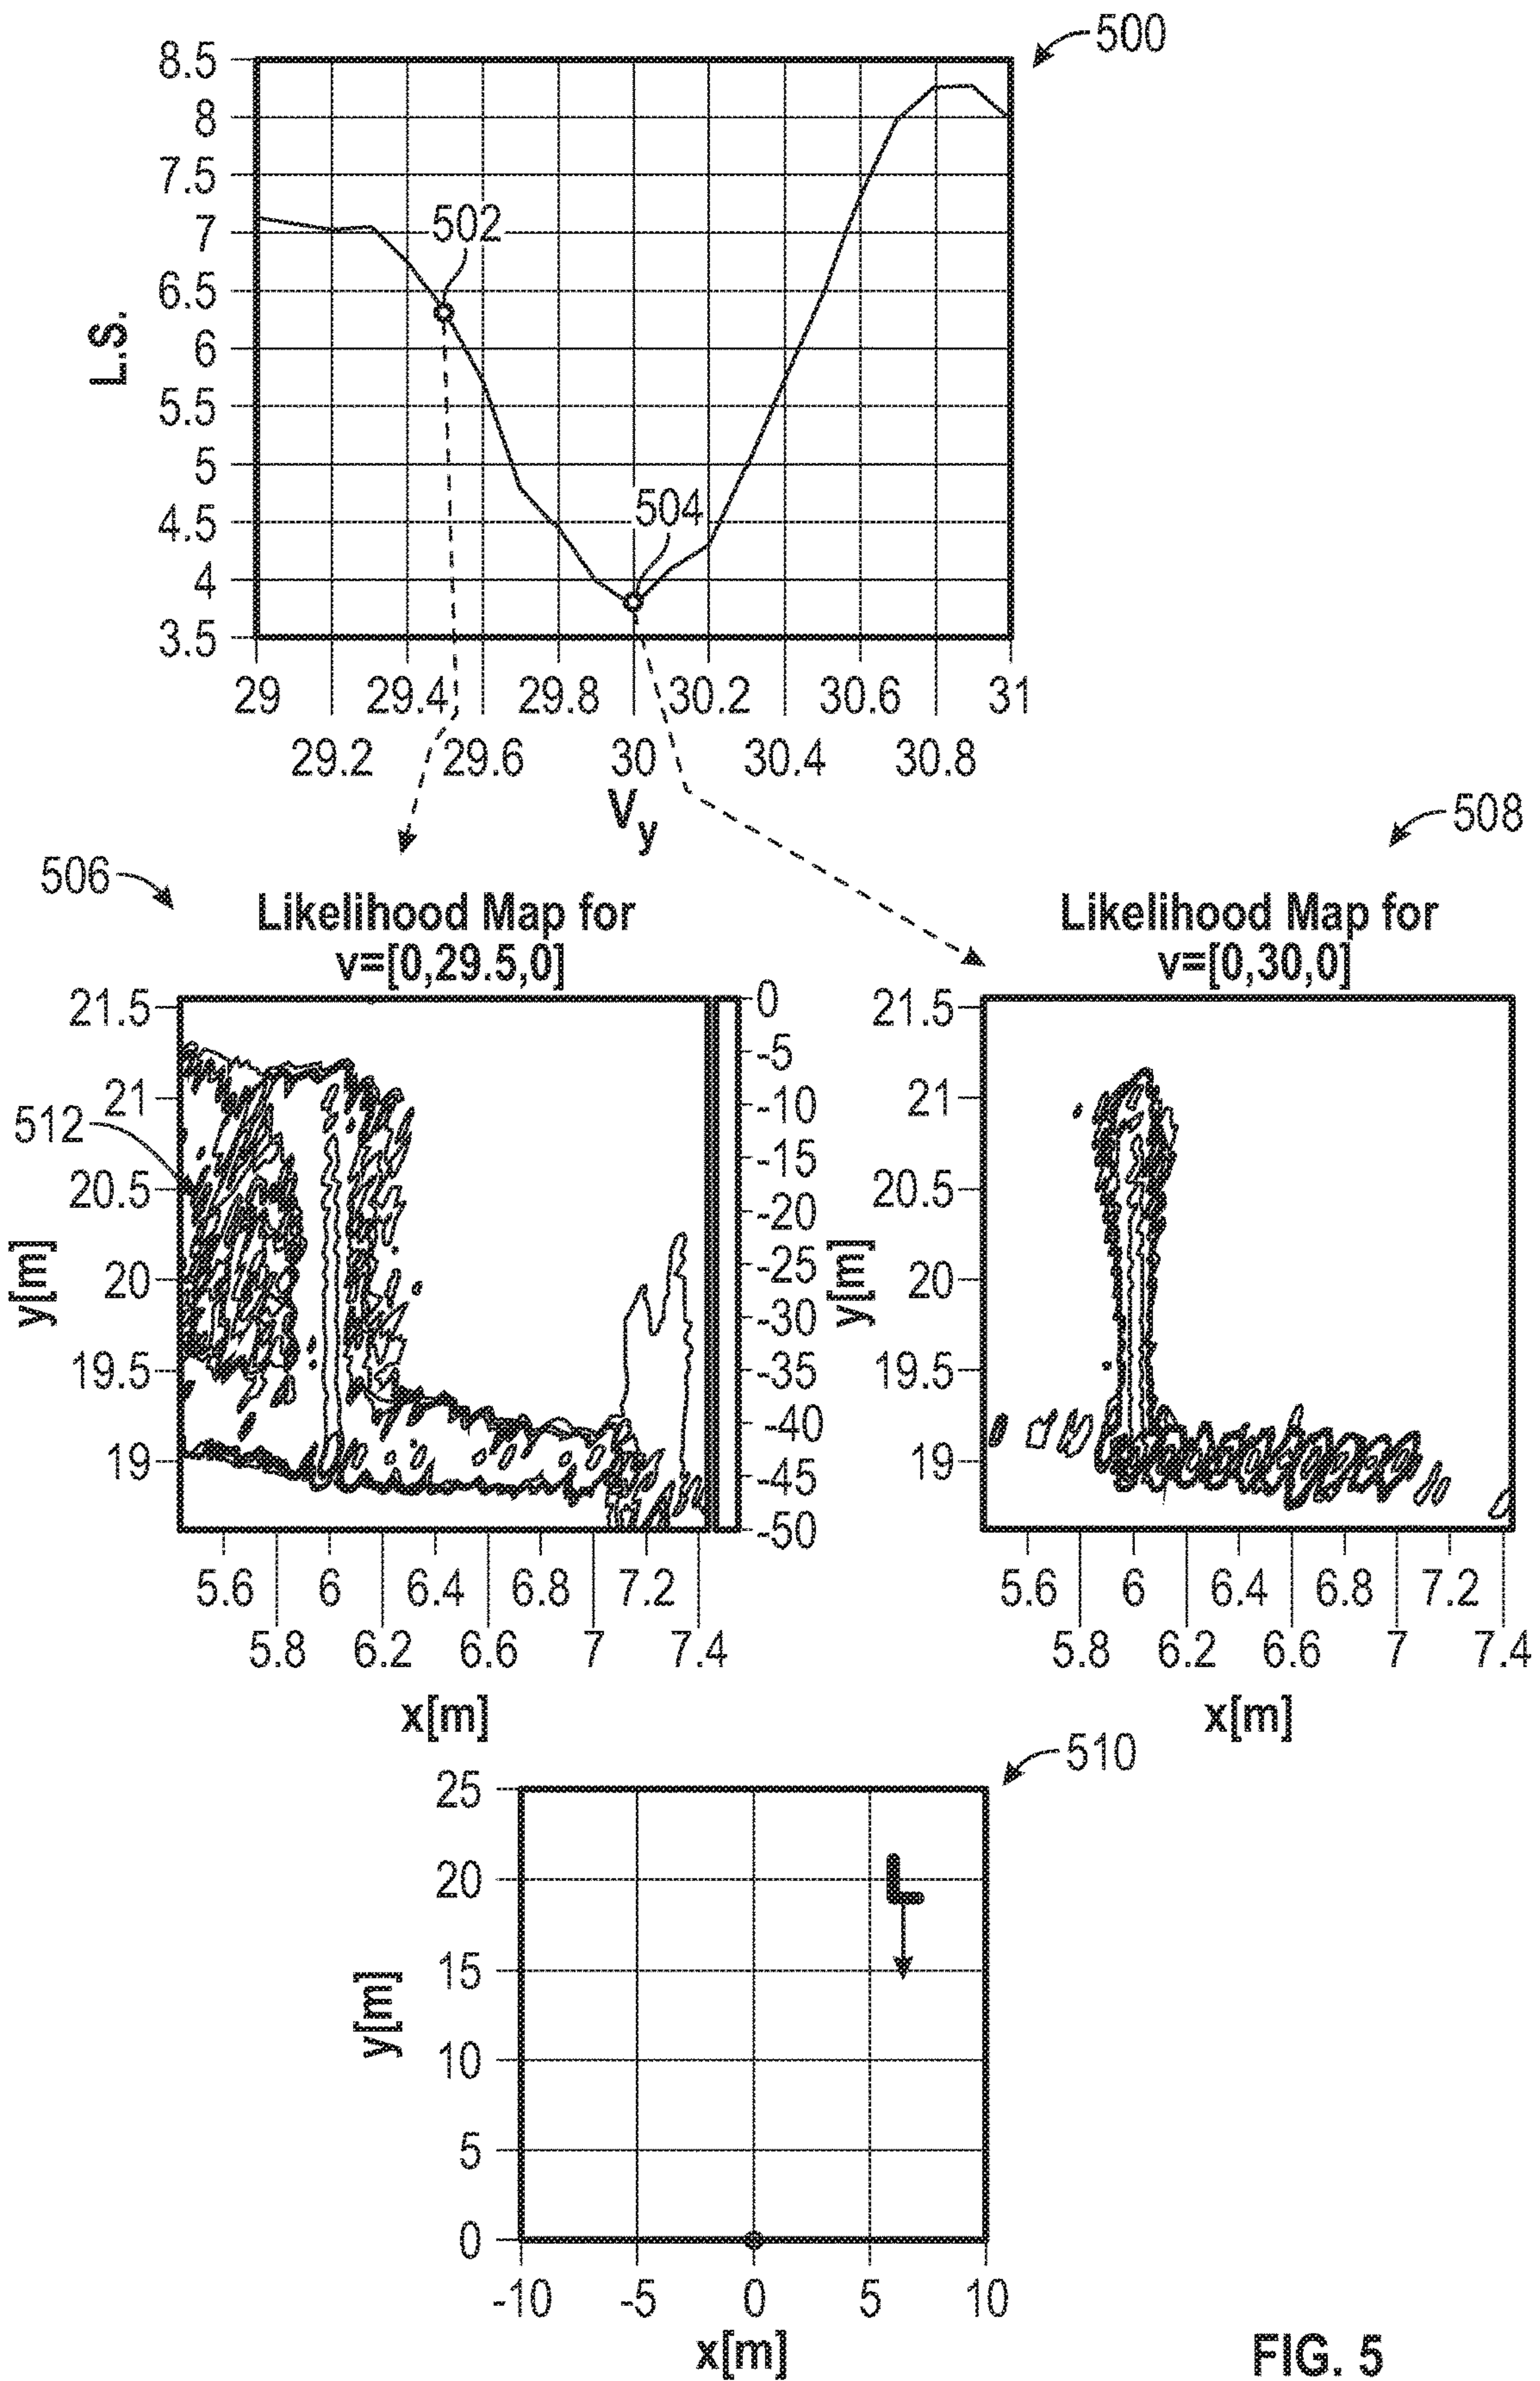 500
8.5
8
7.5
7
6.5
6
5.5
5
4.5
4
3.5
L.S.
502
504
29 29.4 29.8 30.2 30.6 31
29.2 29.6 30 30.4 30.8
Vy
506
508
Likelihood Map for
v=[0,29.5,0]
Likelihood Map for
v=[0,30,0]
21.5
21
20.5
20
19.5
19
y[m]
512
0
-5
-10
-15
-20
-25
-30
-35
-40
-45
-50
5.6 6 6.4 6.8 7.2
5.8 6.2 6.6 7 7.4
x[m]
21.5
21
20.5
20
19.5
19
y[m]
5.6 6 6.4 6.8 7.2
5.8 6.2 6.6 7 7.4
x[m]
510
25
20
15
10
5
0
y[m]
-10 -5 0 5 10
x[m]
FIG. 5